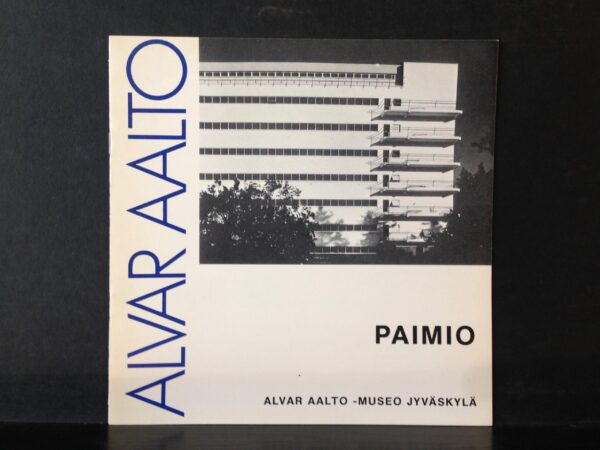 ALVAR AALTO
PAIMIO
ALVAR AALTO -MUSEO JYVÄSKYLÄ